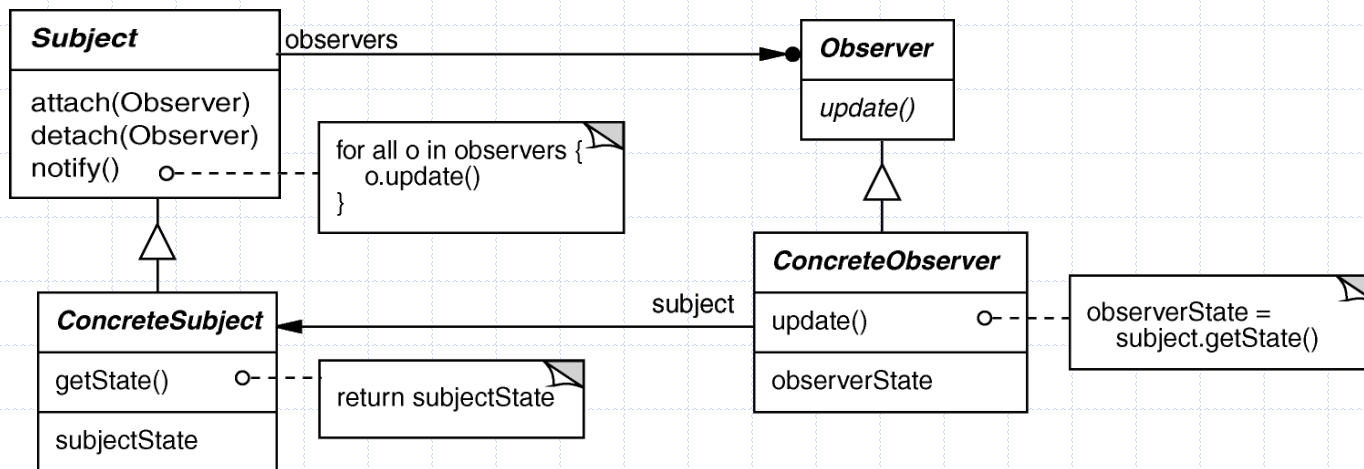 Subject
observers
Observer
attach(Observer)
detach(Observer)
notify()
for all o in observers {
o.update()
}
update()
ConcreteSubject
getState()
subjectState
return subjectState
subject
ConcreteObserver
update()
observerState
observerState =
subject.getState()